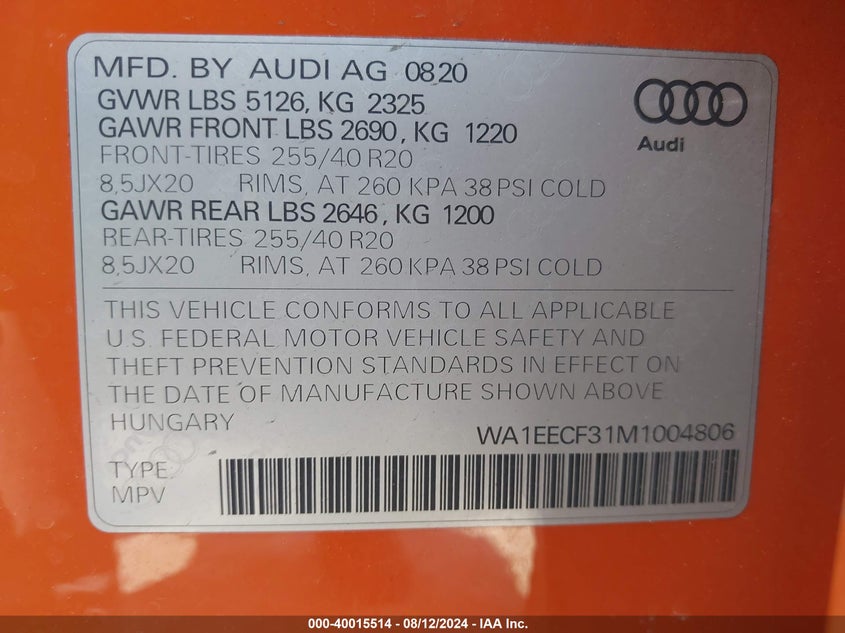 MFD. BY AUDI AG 0820
GVWR LBS 5126, KG 2325
GAWR FRONT LBS 2690, KG 1220
FRONT-TIRES 255/40 R20
8,5JX20 RIMS, AT 260 KPA 38 PSI COLD
GAWR REAR LBS 2646, KG 1200
REAR-TIRES 255/40 R20
8,5JX20 RIMS, AT 260 KPA 38 PSI COLD
Audi
THIS VEHICLE CONFORMS TO ALL APPLICABLE
U.S. FEDERAL MOTOR VEHICLE SAFETY AND
THEFT PREVENTION STANDARDS IN EFFECT ON
THE DATE OF MANUFACTURE SHOWN ABOVE
HUNGARY
WA1EECF31M1004806
TYPE
MPV
000-40015514 - 08/12/2024 - IAA Inc.